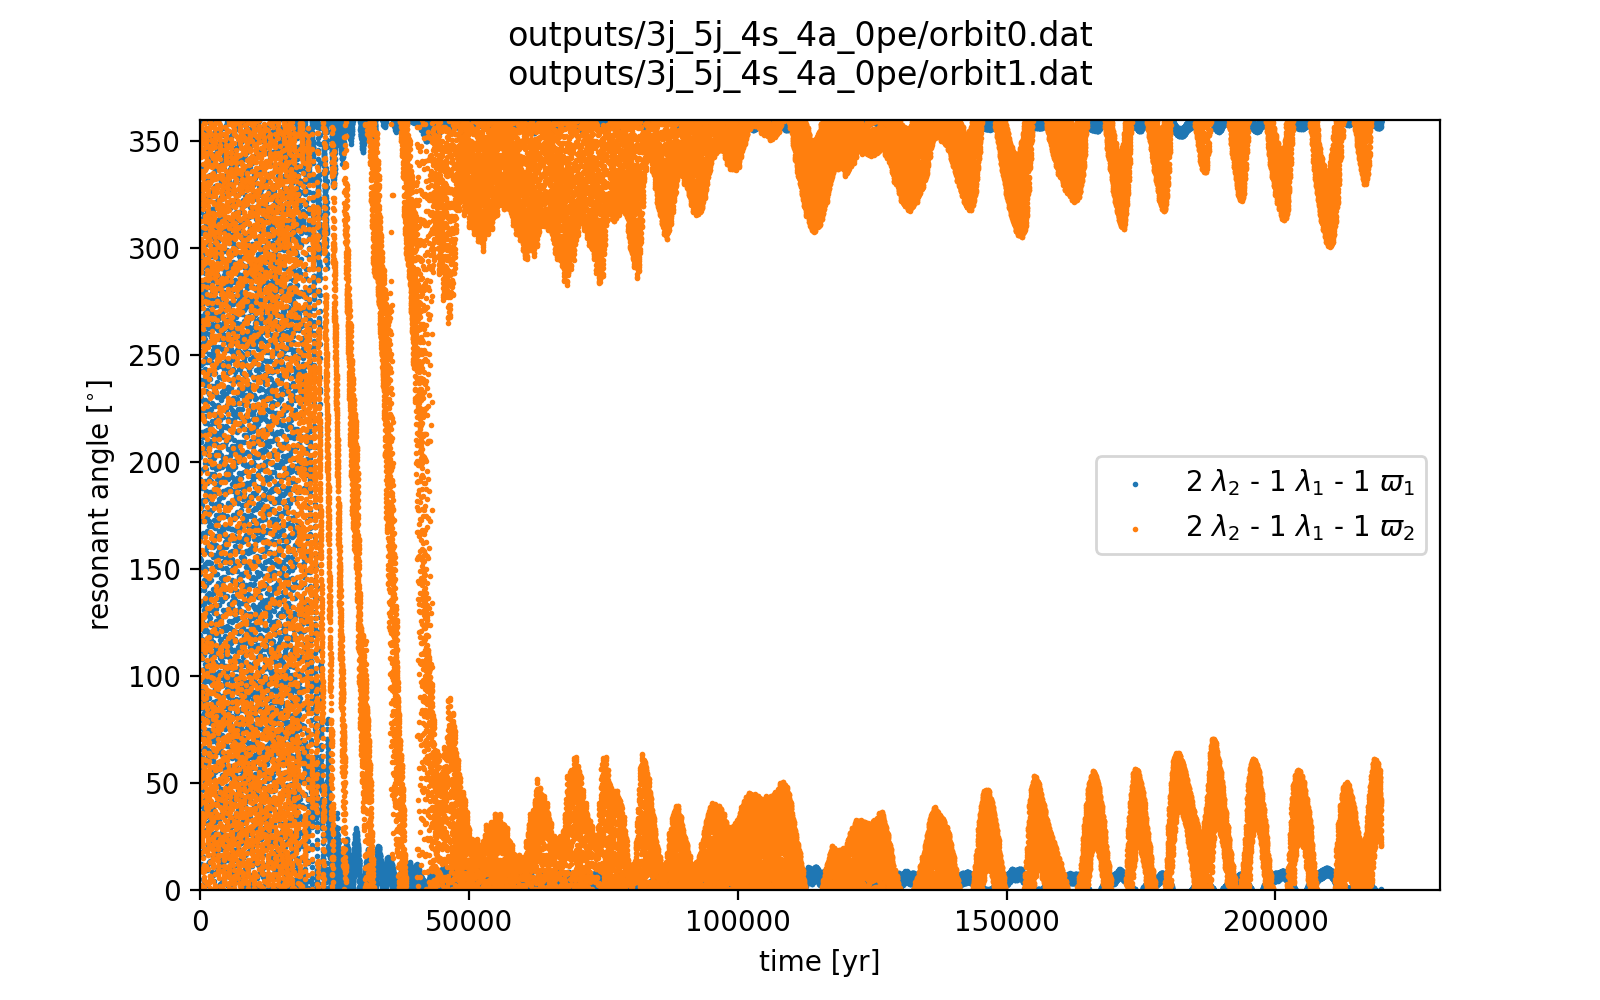 outputs/3j_5j_4s_4a_0pe/orbit0.dat
outputs/3j_5j_4s_4a_0pe/orbit1.dat
350
300
250
200
150
100
50
0
resonant angle [°]
2 λ₂ - 1 λ₁ - 1 ϖ₁
2 λ₂ - 1 λ₁ - 1 ϖ₂
0 50000 100000 150000 200000
time [yr]